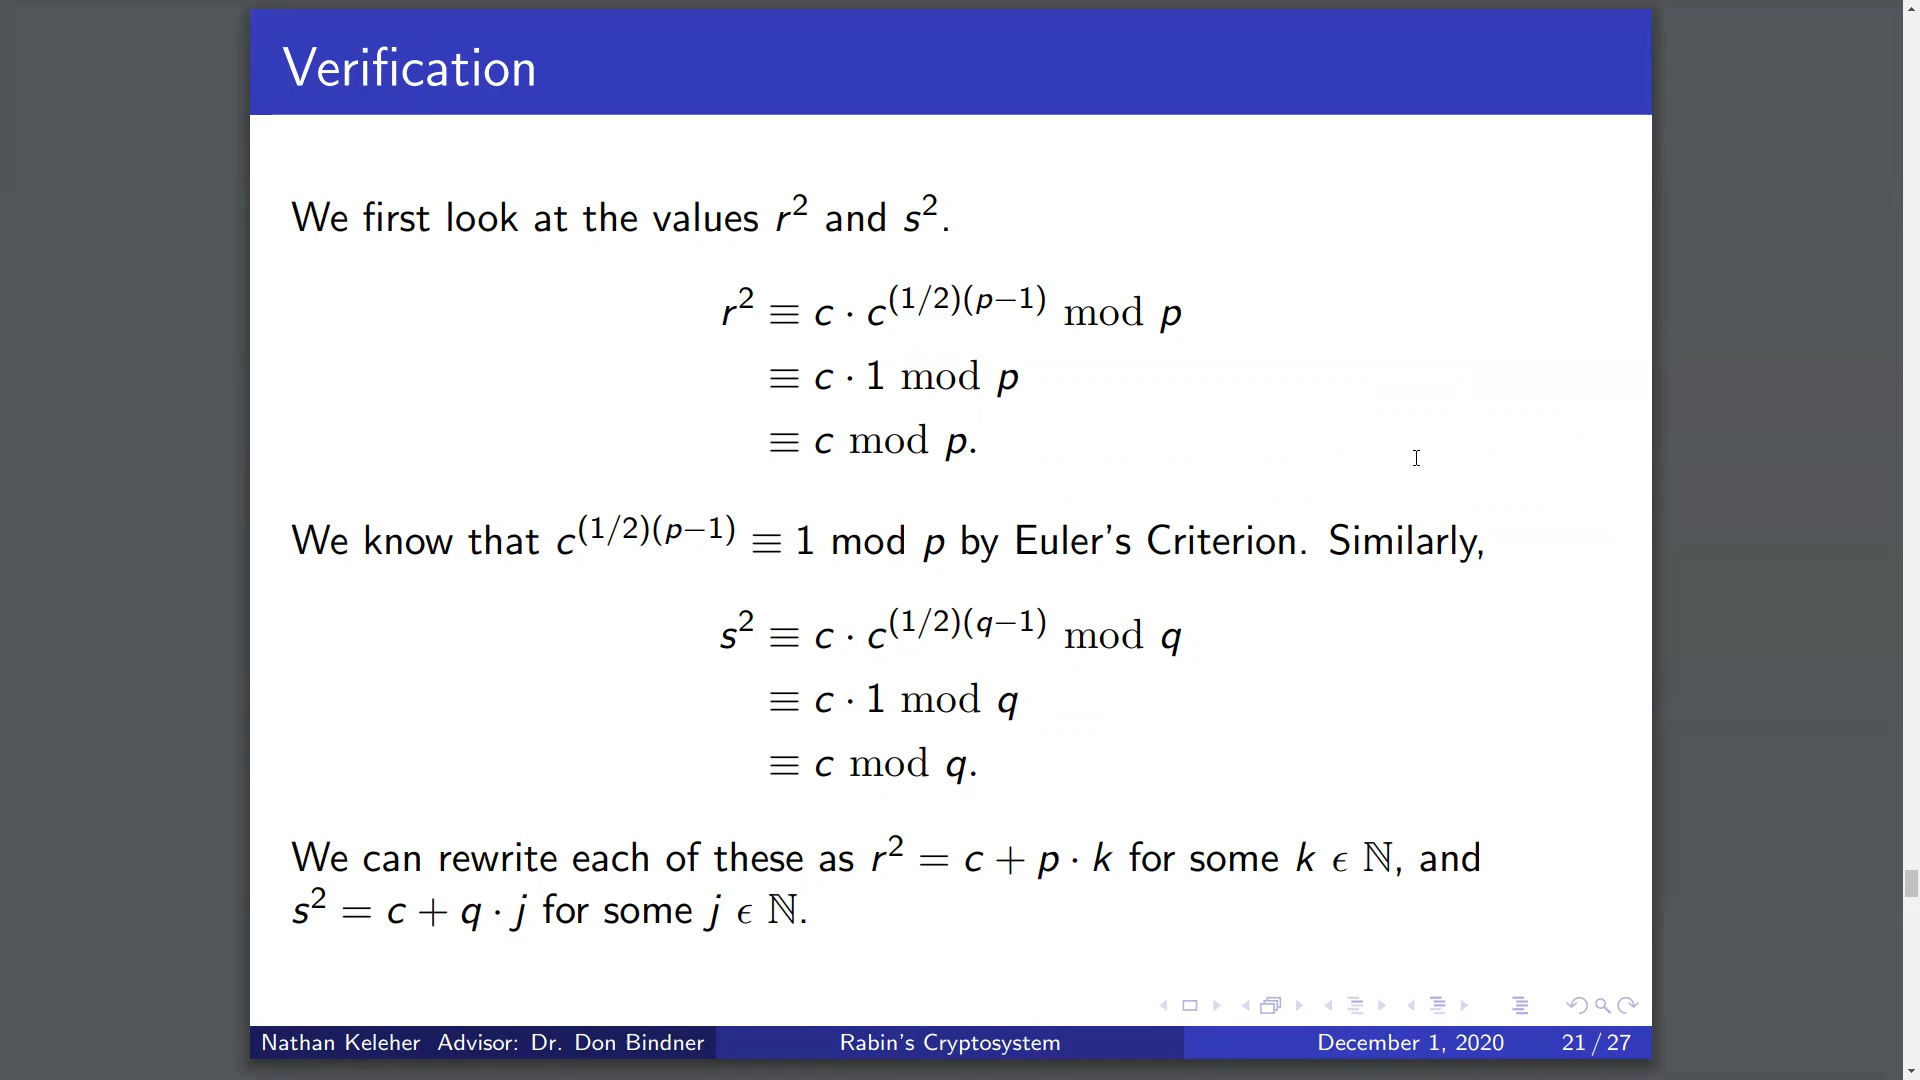 Verification
We first look at the values r² and s².
r² ≡ c · c^(1/2)(p−1) mod p
≡ c · 1 mod p
≡ c mod p.
We know that c^(1/2)(p−1) ≡ 1 mod p by Euler's Criterion. Similarly,
s² ≡ c · c^(1/2)(q−1) mod q
≡ c · 1 mod q
≡ c mod q.
We can rewrite each of these as r² = c + p · k for some k ϵ ℕ, and
s² = c + q · j for some j ϵ ℕ.
Nathan Keleher Advisor: Dr. Don Bindner Rabin's Cryptosystem December 1, 2020 21 / 27